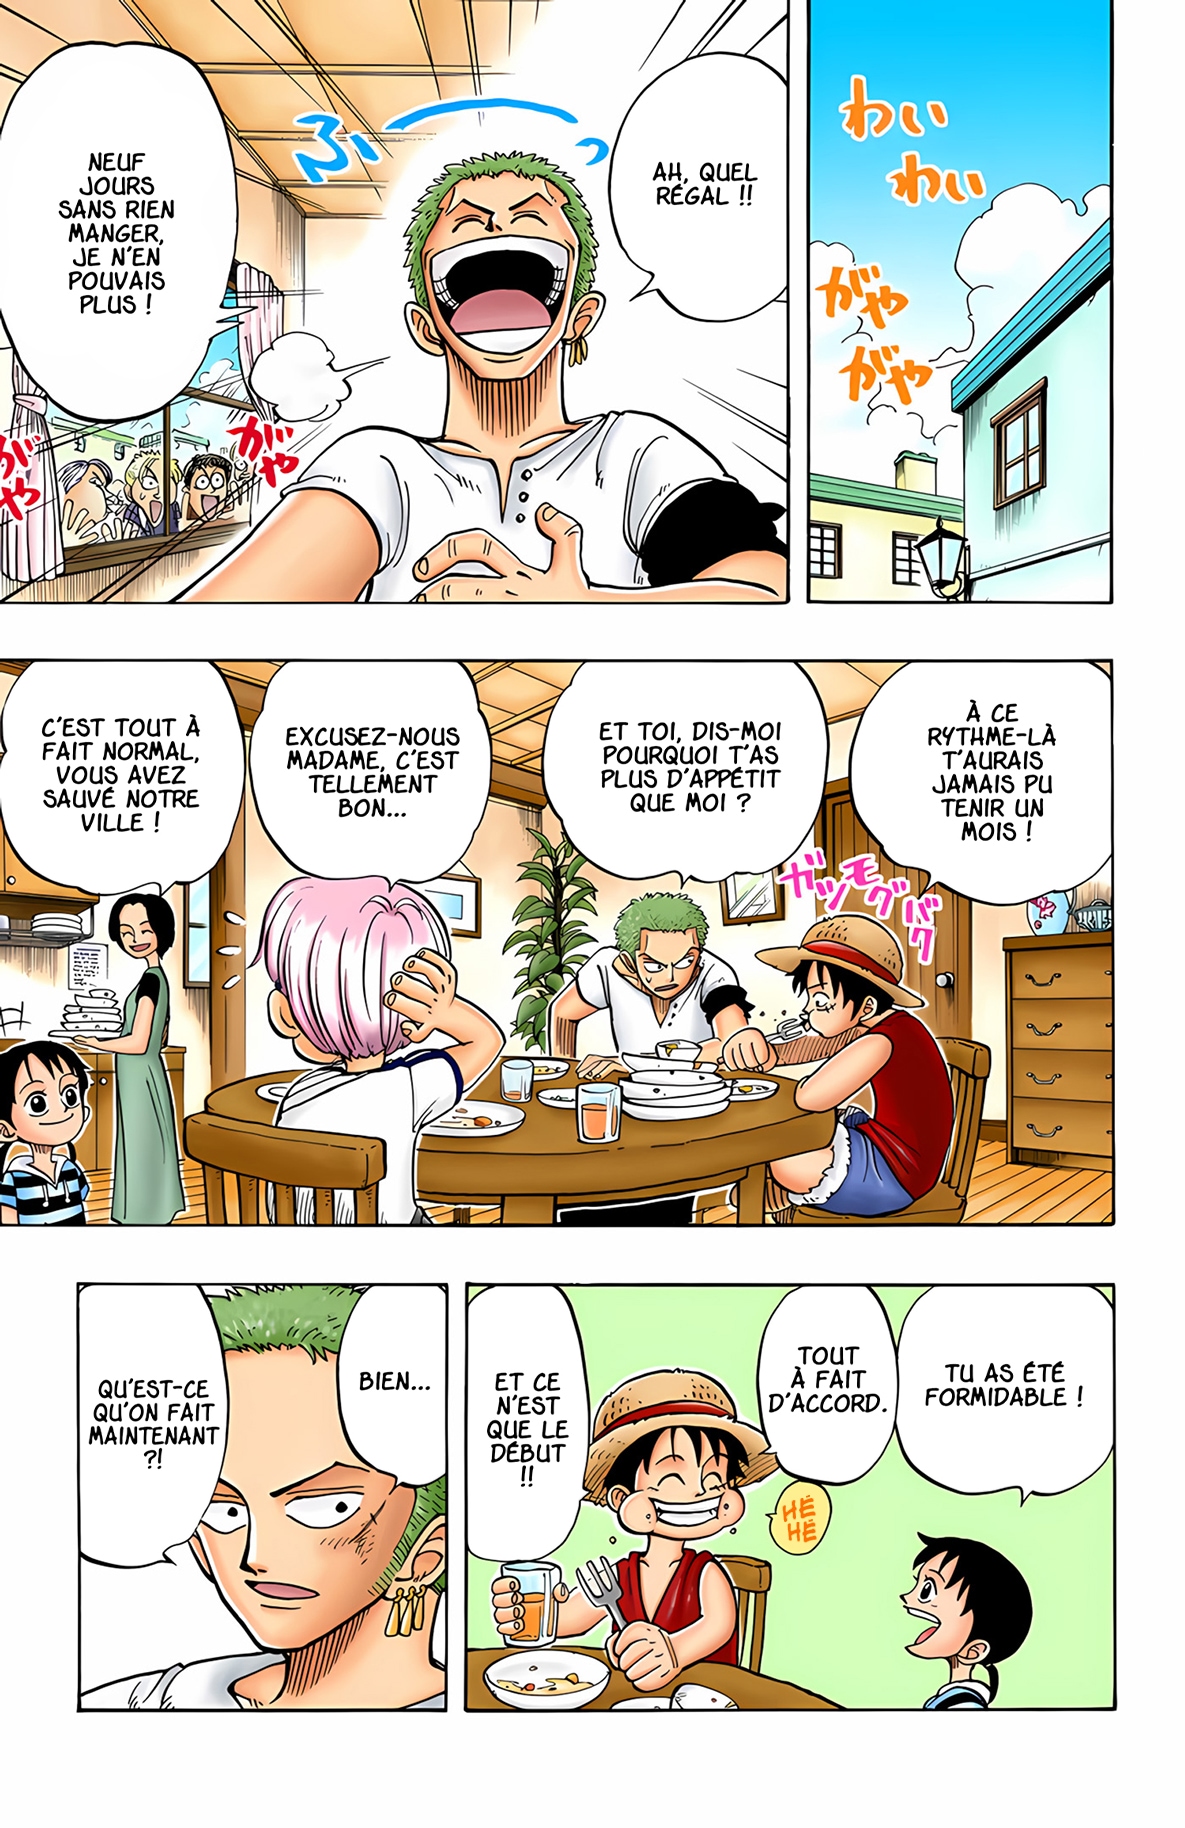 わい
わい
がや
がや
AH, QUEL
RÉGAL !!
ふぃーっ
NEUF
JOURS
SANS RIEN
MANGER,
JE N'EN
POUVAIS
PLUS !
がや
がや
À CE
RYTHME-LÀ
T'AURAIS
JAMAIS PU
TENIR UN
MOIS !
ガツ
モグ
バク
ET TOI, DIS-MOI
POURQUOI T'AS
PLUS D'APPÉTIT
QUE MOI ?
EXCUSEZ-NOUS
MADAME, C'EST
TELLEMENT
BON...
C'EST TOUT À
FAIT NORMAL,
VOUS AVEZ
SAUVÉ NOTRE
VILLE !
TU AS ÉTÉ
FORMIDABLE !
TOUT
À FAIT
D'ACCORD.
HÉ
HÉ
ET CE
N'EST
QUE LE
DÉBUT
!!
BIEN...
QU'EST-CE
QU'ON FAIT
MAINTENANT
?!